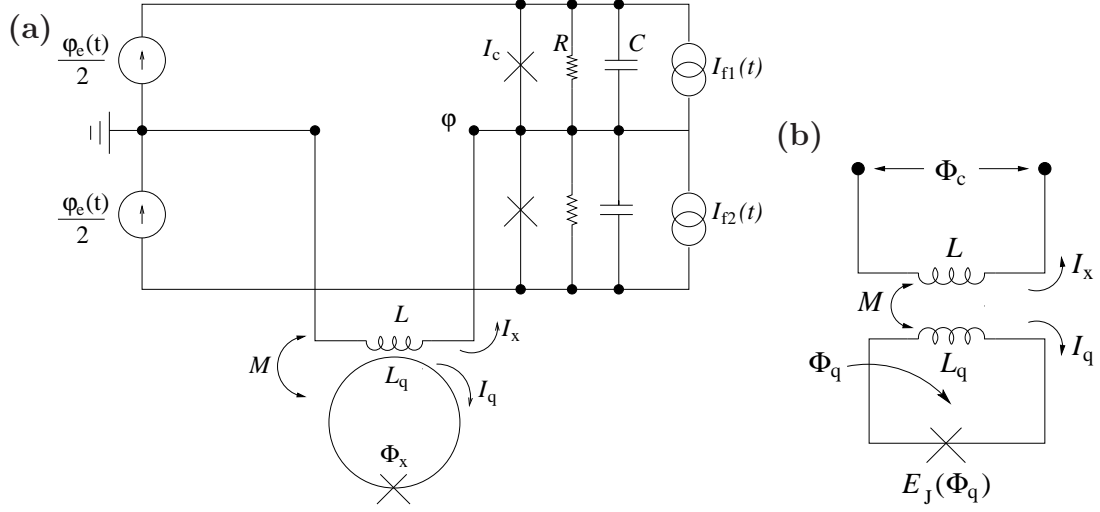 (a)
φe(t)
2
Ic
R
C
If1(t)
φ
φe(t)
2
If2(t)
L
Ix
M
Lq
Iq
Φx
(b)
Φc
L
Ix
M
Iq
Lq
Φq
EJ(Φq)